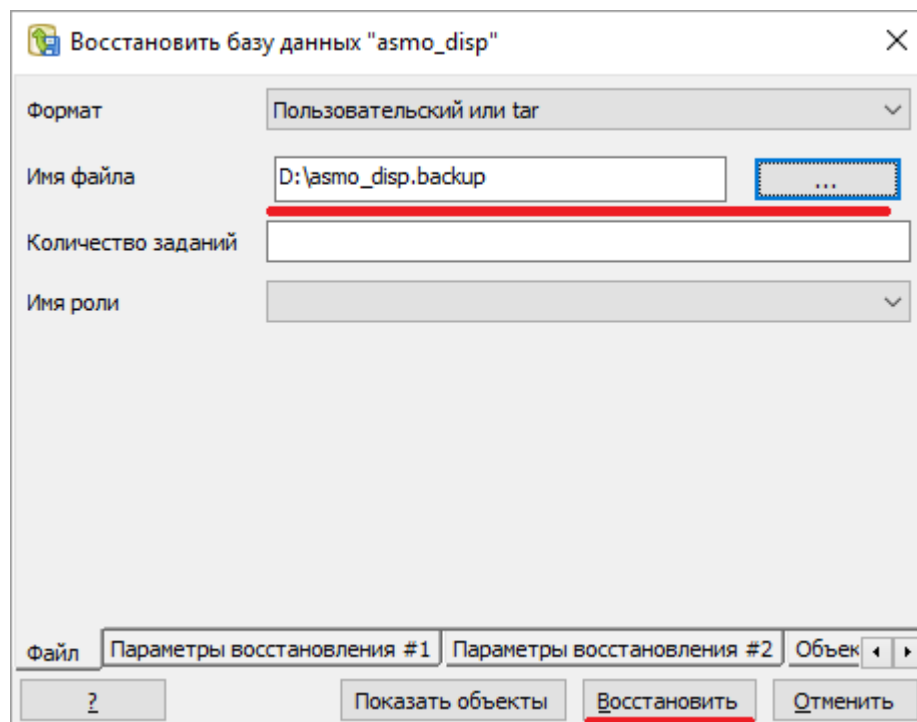 Восстановить базу данных "asmo_disp"
Формат Пользовательский или tar
Имя файла D:\asmo_disp.backup ...
Количество заданий
Имя роли
Файл Параметры восстановления #1 Параметры восстановления #2 Объек
? Показать объекты Восстановить Отменить